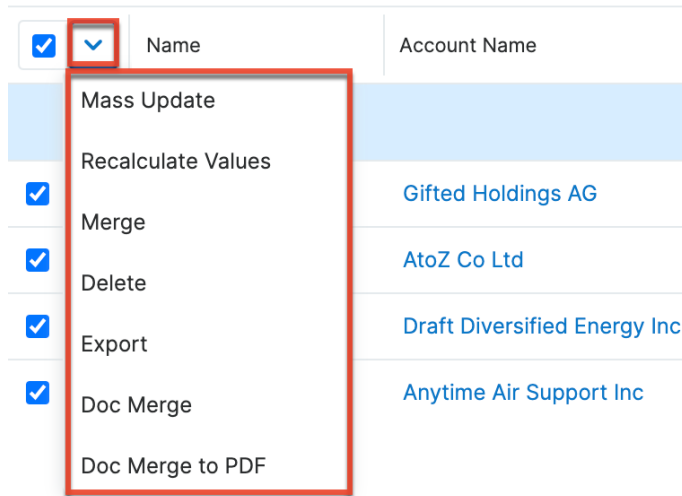 Name
Account Name
Mass Update
Recalculate Values
Gifted Holdings AG
Merge
AtoZ Co Ltd
Delete
Draft Diversified Energy Inc
Export
Anytime Air Support Inc
Doc Merge
Doc Merge to PDF